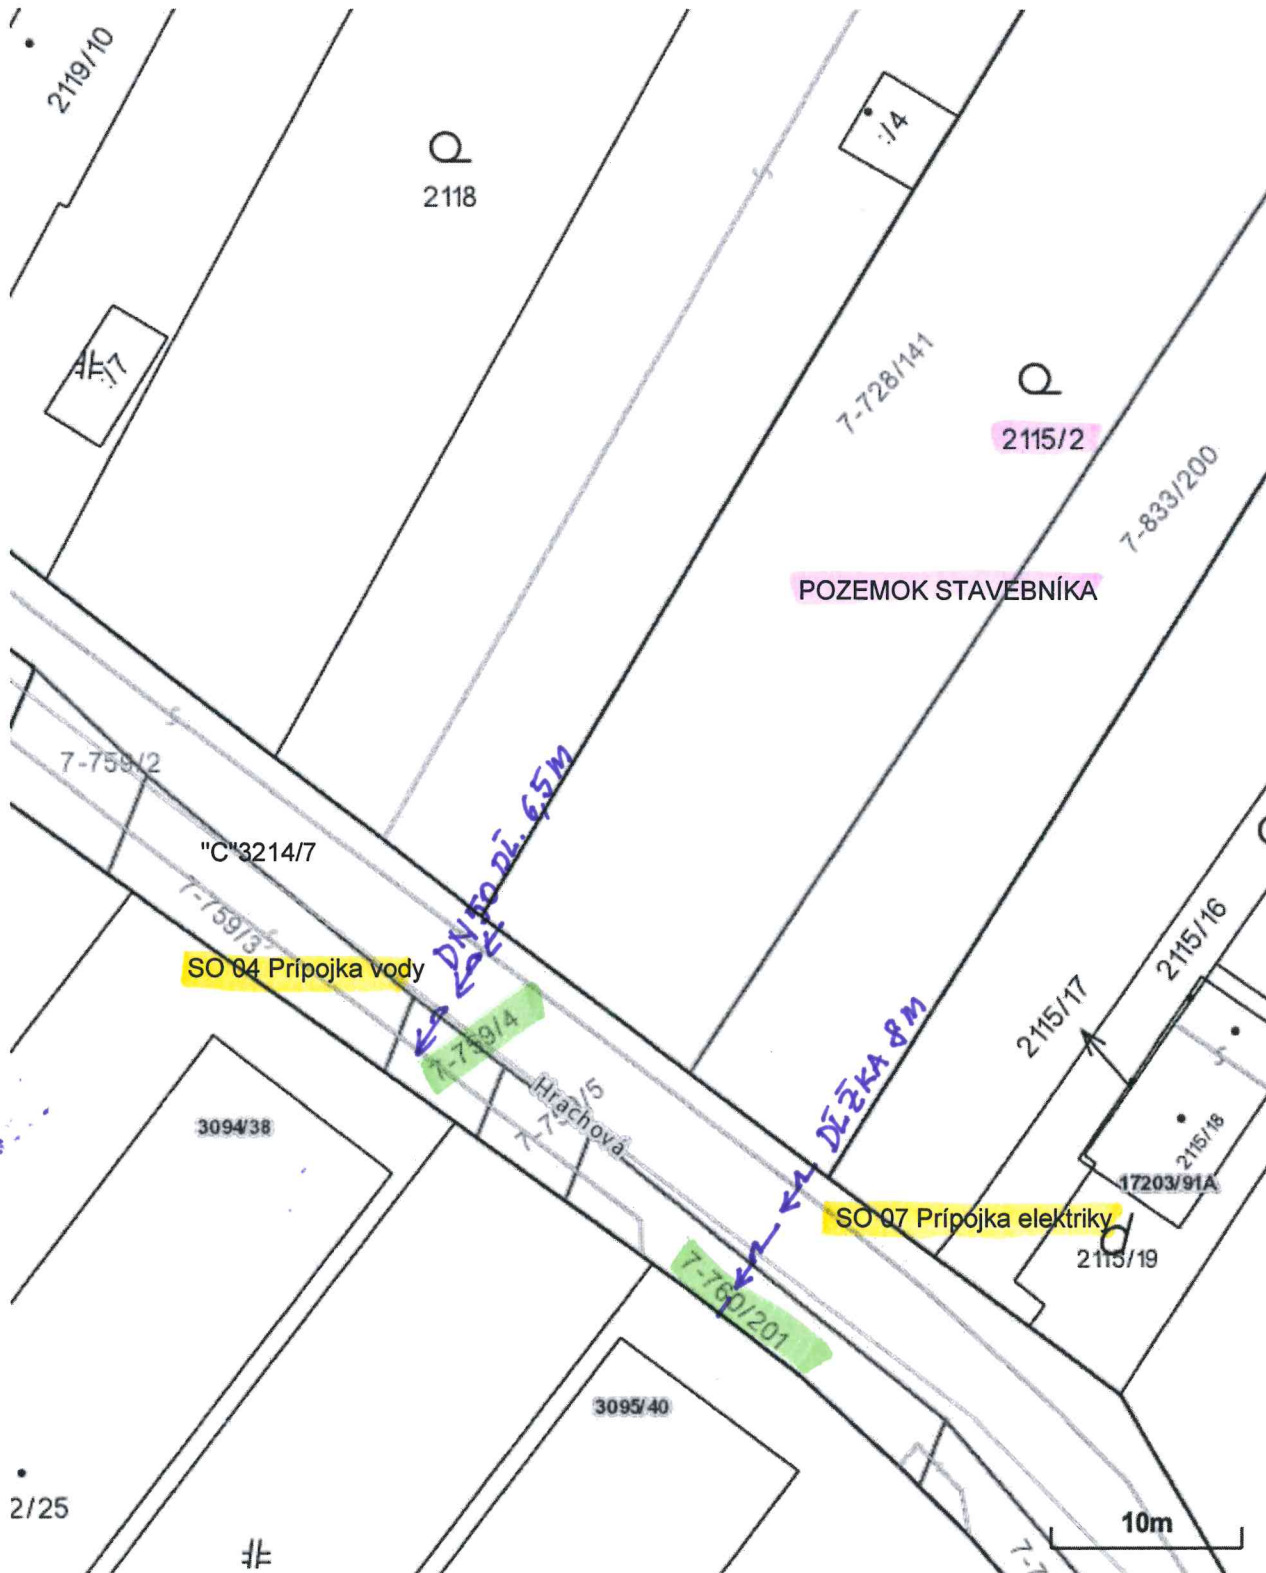 2119/10
:/4
2118
:/7
7-728/141
2115/2
7-833/200
POZEMOK STAVEBNÍKA
7-759/2
DN 50 DĹ. 6,5M
"C"3214/7
7-759/3
SO 04 Prípojka vody
2115/16
2115/17
7-759/4
DĹŽKA 8M
Hrachová
3094/38
2115/18
17203/91A
SO 07 Prípojka elektriky
2115/19
7-760/201
3095/40
2/25
10m